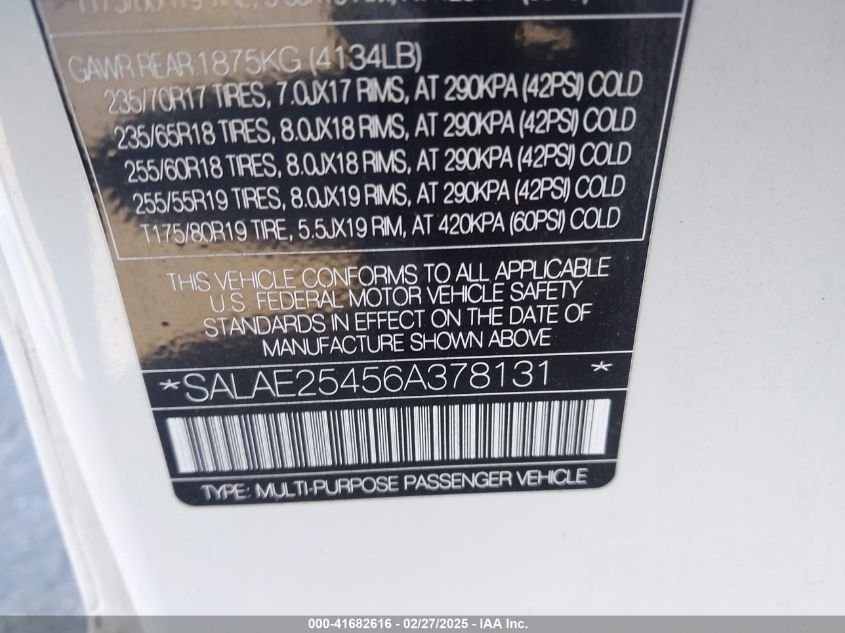 GAWR REAR 1875KG (4134LB)
235/70R17 TIRES, 7.0JX17 RIMS, AT 290KPA (42PSI) COLD
235/65R18 TIRES, 8.0JX18 RIMS, AT 290KPA (42PSI) COLD
255/60R18 TIRES, 8.0JX18 RIMS, AT 290KPA (42PSI) COLD
255/55R19 TIRES, 8.0JX19 RIMS, AT 290KPA (42PSI) COLD
T175/80R19 TIRE, 5.5JX19 RIM, AT 420KPA (60PSI) COLD
THIS VEHICLE CONFORMS TO ALL APPLICABLE
U.S. FEDERAL MOTOR VEHICLE SAFETY
STANDARDS IN EFFECT ON THE DATE OF
MANUFACTURE SHOWN ABOVE
*SALAE25456A378131 *
TYPE: MULTI-PURPOSE PASSENGER VEHICLE
000-41682616 - 02/27/2025 - IAA Inc.